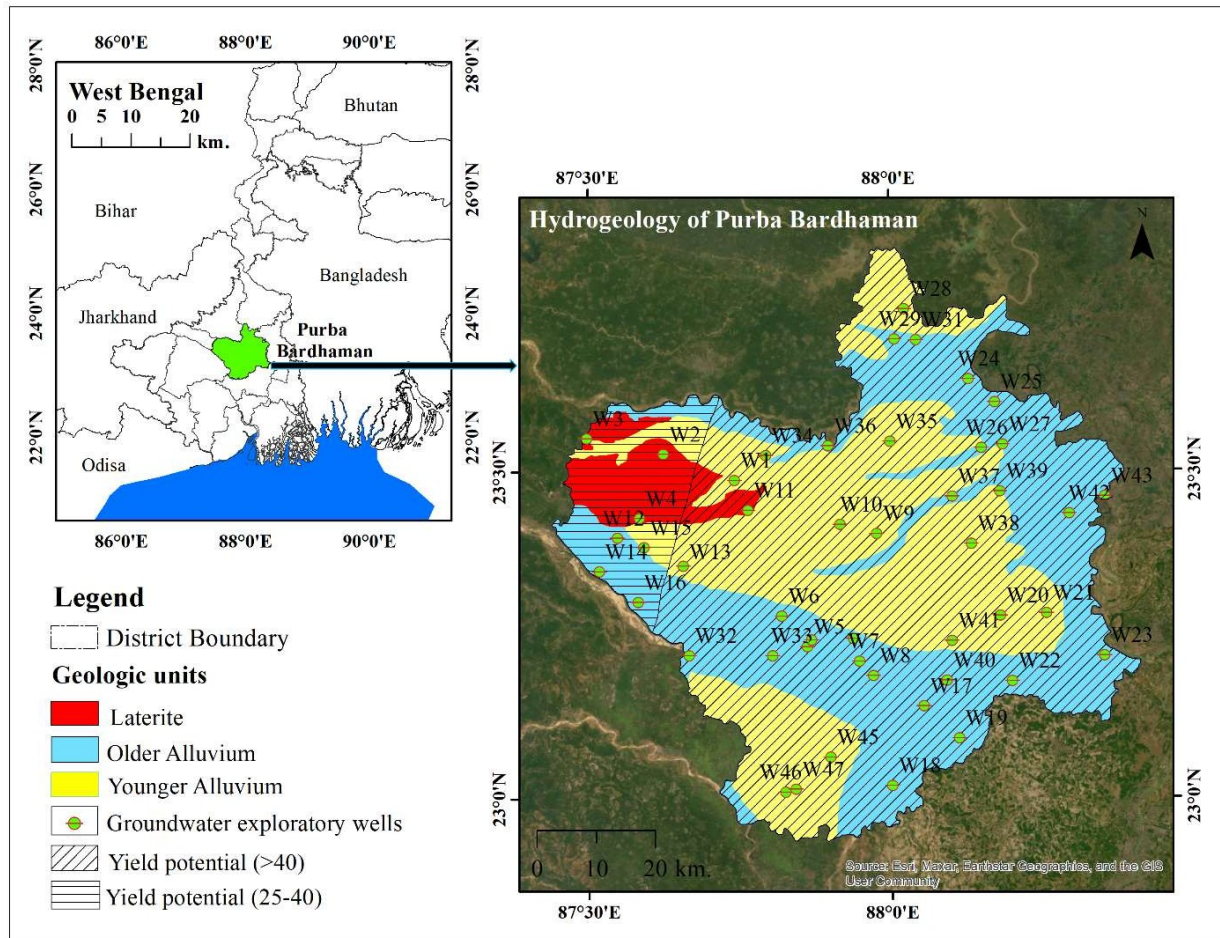 86°0'E 88°0'E 90°0'E
28°0'N
26°0'N
24°0'N
22°0'N
West Bengal
0 5 10 20
km.
Bhutan
Bihar
Bangladesh
Jharkhand
Purba
Bardhaman
Odisa
28°0'N
26°0'N
24°0'N
22°0'N
86°0'E 88°0'E 90°0'E
Legend
District Boundary
Geologic units
Laterite
Older Alluvium
Younger Alluvium
Groundwater exploratory wells
Yield potential (>40)
Yield potential (25-40)
87°30'E 88°0'E
Hydrogeology of Purba Bardhaman
N
W28
W29 W31
W24
W25
W3
W2
W34
W36
W35
W26 W27
W1
W37 W39
W43
W4
W11
W42
W12
W15
W10
W9
W14
W13
W38
W16
W6
W20 W21
W32
W33 W5
W7
W41
W23
W8
W40
W22
W17
W19
W45
W46 W47
W18
23°30'N
23°0'N
23°30'N
23°0'N
0 20 km.
Source: Esri, Maxar, Earthstar Geographics, and the GIS
User Community
87°30'E 88°0'E